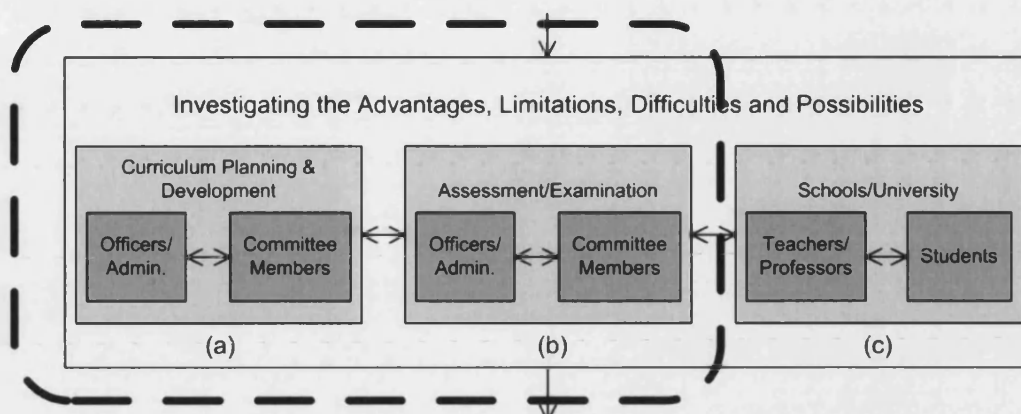 Investigating the Advantages, Limitations, Difficulties and Possibilities
Curriculum Planning &
Development
Officers/
Admin.
Committee
Members
(a)
Assessment/Examination
Officers/
Admin.
Committee
Members
(b)
Schools/University
Teachers/
Professors
Students
(c)